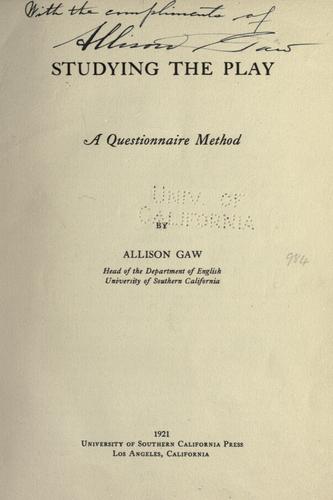 With the compliments of
Allison Gaw
STUDYING THE PLAY
A Questionnaire Method
UNIV. OF
CALIFORNIA
BY
ALLISON GAW
984
Head of the Department of English
University of Southern California
1921
UNIVERSITY OF SOUTHERN CALIFORNIA PRESS
LOS ANGELES, CALIFORNIA